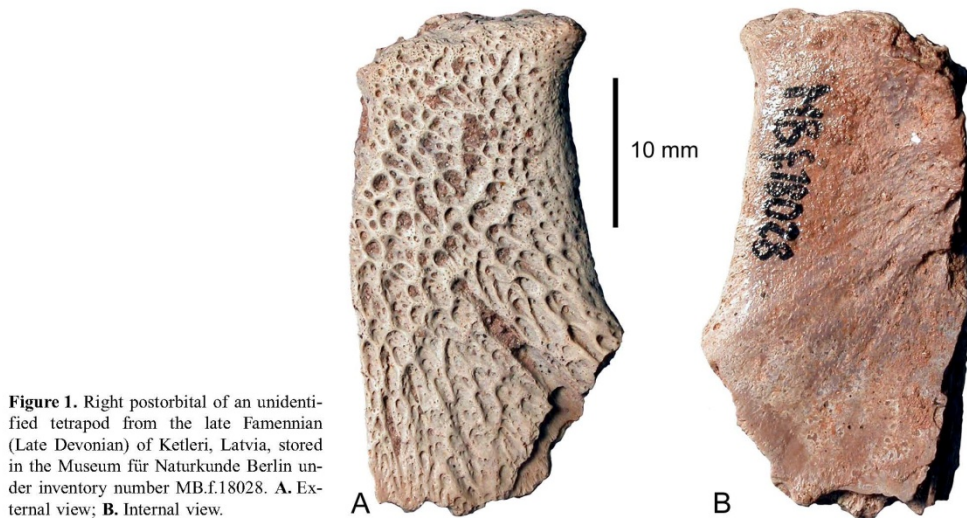 10 mm
MB.f.18028
Figure 1. Right postorbital of an unidenti-
fied tetrapod from the late Famennian
(Late Devonian) of Ketleri, Latvia, stored
in the Museum für Naturkunde Berlin un-
der inventory number MB.f.18028. A. Ex-
ternal view; B. Internal view.
A
B